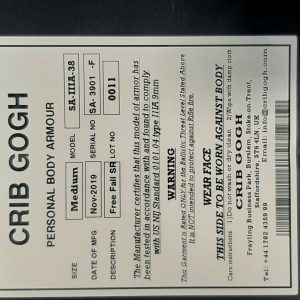 CRIB GOGH
PERSONAL BODY ARMOUR
SIZE Medium MODEL SA-IIIA-38
DATE OF MFG Nov-2019 SERIAL NO SA- 3901 -F
DESCRIPTION Free Fall SR LOT NO 0011
The Manufacturer certifies that this model of armor has
been tested in accordance with and found to comply
with US NIJ Standard 0101:04 type IIIA 9mm
WARNING
This Garment is Rated ONLY for the Ballistic Threat Level Stated Above
It is NOT intended to protect against Rifle fire.
WEAR FACE
THIS SIDE TO BE WORN AGAINST BODY
Care instructions : 1)Do not wash or dry clean 2)Wipe with damp cloth
CRIB GOGH
Frayling Business Park, Burslem, Stoke-on-Trent,
Staffordshire ST6 4LN, UK
Tel: +44 1782 4359 89 Email: info@cribgogh.com